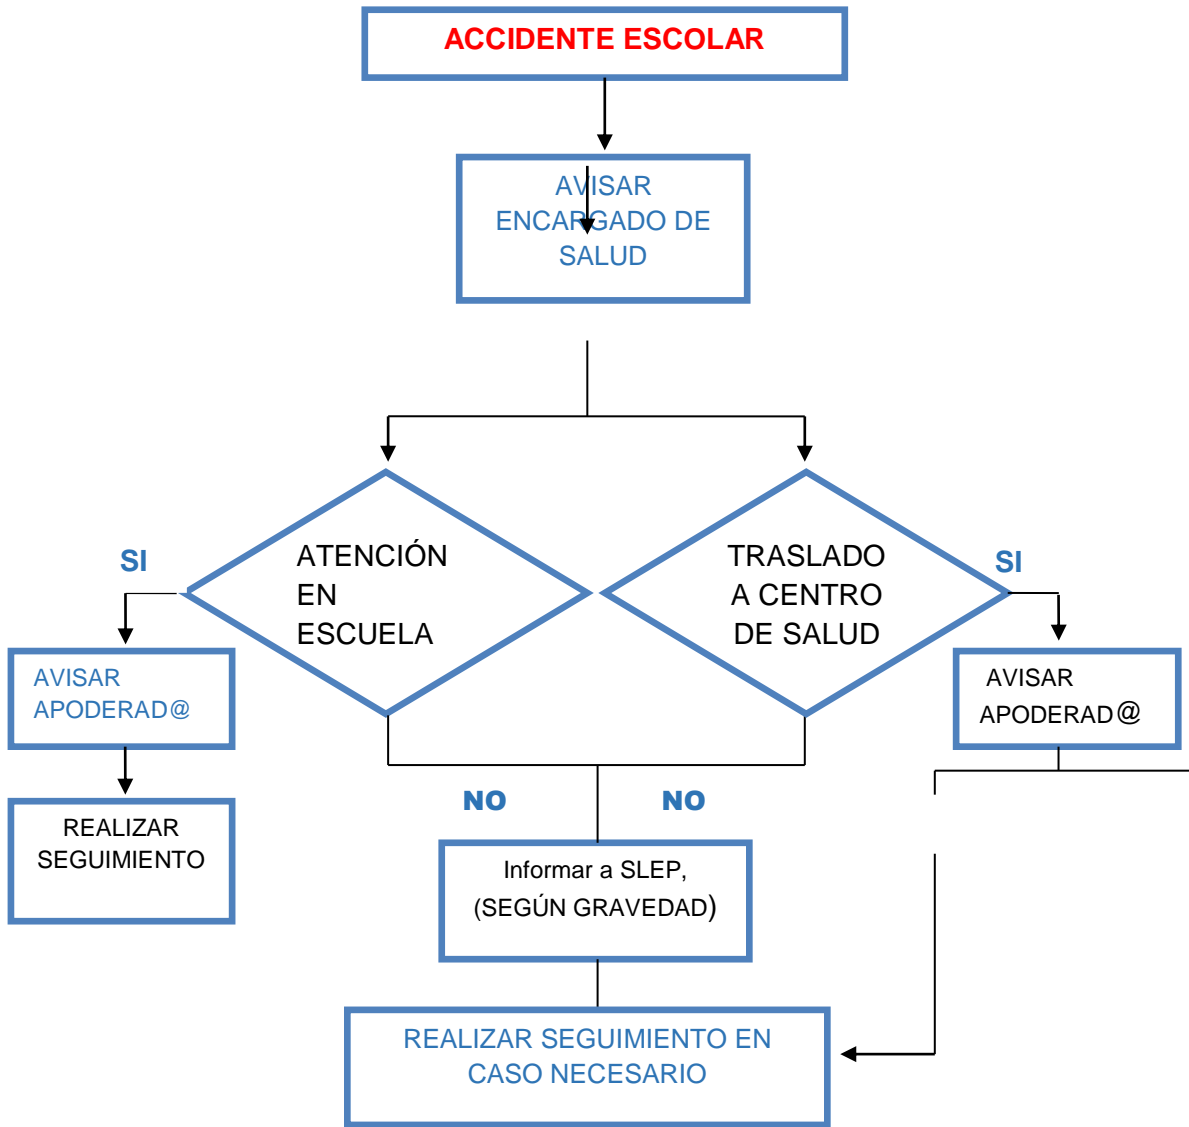 ACCIDENTE ESCOLAR
AVISAR
ENCARGADO DE
SALUD
SI
ATENCIÓN
EN
ESCUELA
TRASLADO
A CENTRO
DE SALUD
SI
AVISAR
APODERAD@
AVISAR
APODERAD@
REALIZAR
SEGUIMIENTO
NO
NO
Informar a SLEP,
(SEGÚN GRAVEDAD)
REALIZAR SEGUIMIENTO EN
CASO NECESARIO